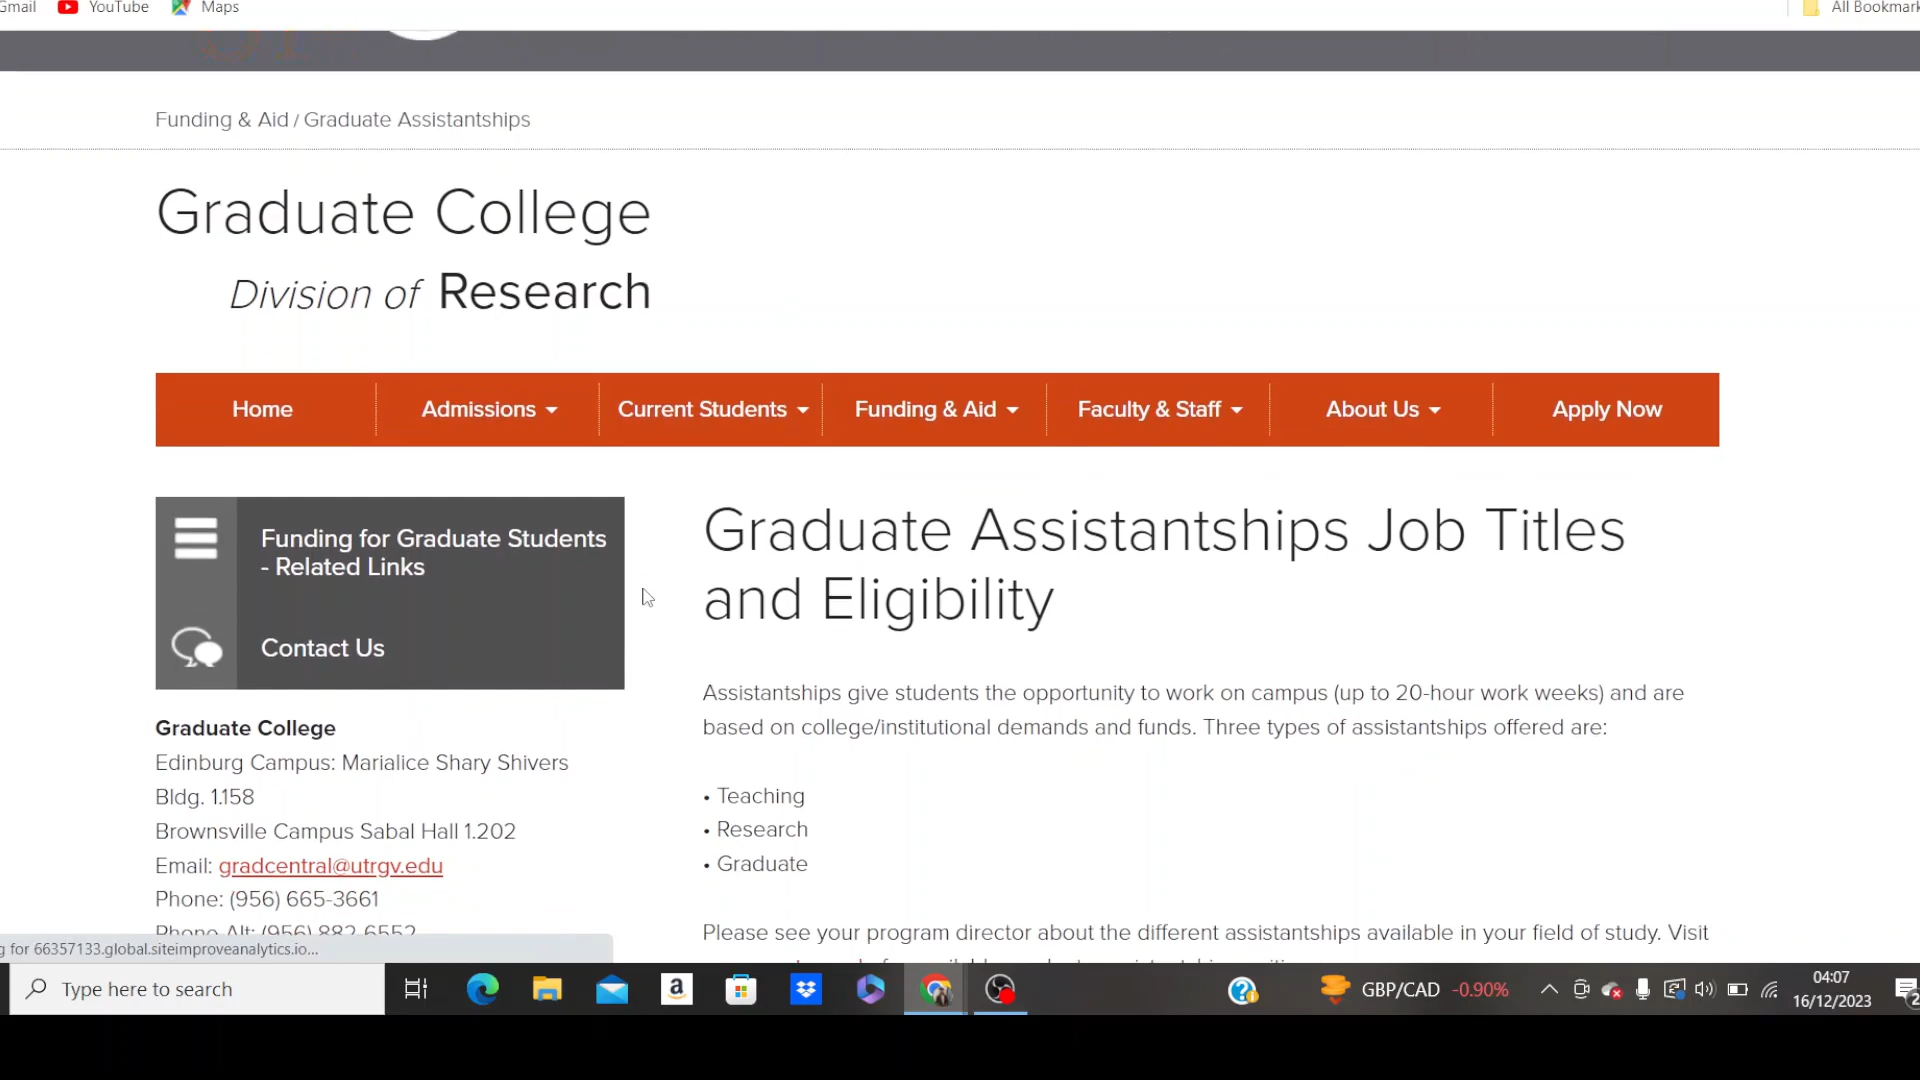 Gmail
YouTube
Maps
All Bookmark
Funding & Aid / Graduate Assistantships
Graduate College
Division of Research
Home
Admissions
Current Students
Funding & Aid
Faculty & Staff
About Us
Apply Now
Funding for Graduate Students
- Related Links
Contact Us
Graduate College
Edinburg Campus: Marialice Shary Shivers
Bldg. 1.158
Brownsville Campus Sabal Hall 1.202
Email: gradcentral@utrgv.edu
Phone: (956) 665-3661
Phone Alt: (956) 882-6552
Graduate Assistantships Job Titles
and Eligibility
Assistantships give students the opportunity to work on campus (up to 20-hour work weeks) and are
based on college/institutional demands and funds. Three types of assistantships offered are:
• Teaching
• Research
• Graduate
Please see your program director about the different assistantships available in your field of study. Visit
g for 66357133.global.siteimproveanalytics.io...
Type here to search
GBP/CAD -0.90%
04:07
16/12/2023
2